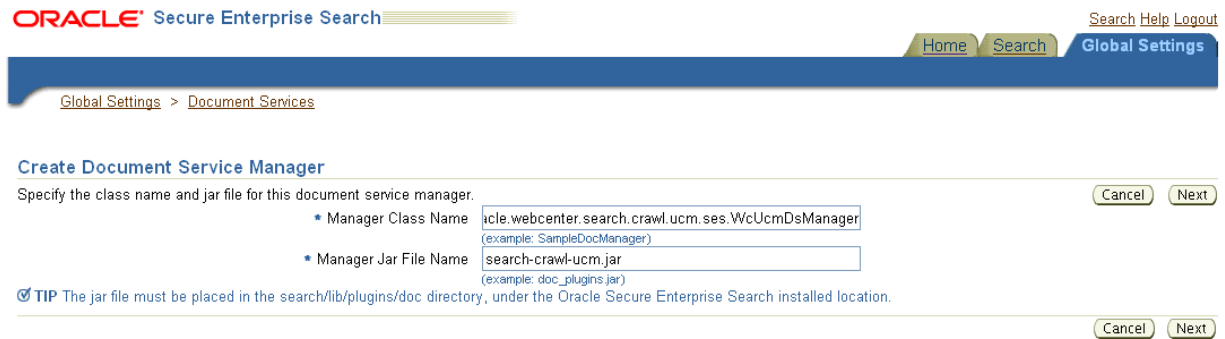 ORACLE Secure Enterprise Search
Search Help Logout
Home Search Global Settings
Global Settings > Document Services
Create Document Service Manager
Specify the class name and jar file for this document service manager.
Cancel Next
* Manager Class Name acle.webcenter.search.crawl.ucm.ses.WcUcmDsManager
(example: SampleDocManager)
* Manager Jar File Name search-crawl-ucm.jar
(example: doc_plugins.jar)
TIP The jar file must be placed in the search/lib/plugins/doc directory, under the Oracle Secure Enterprise Search installed location.
Cancel Next